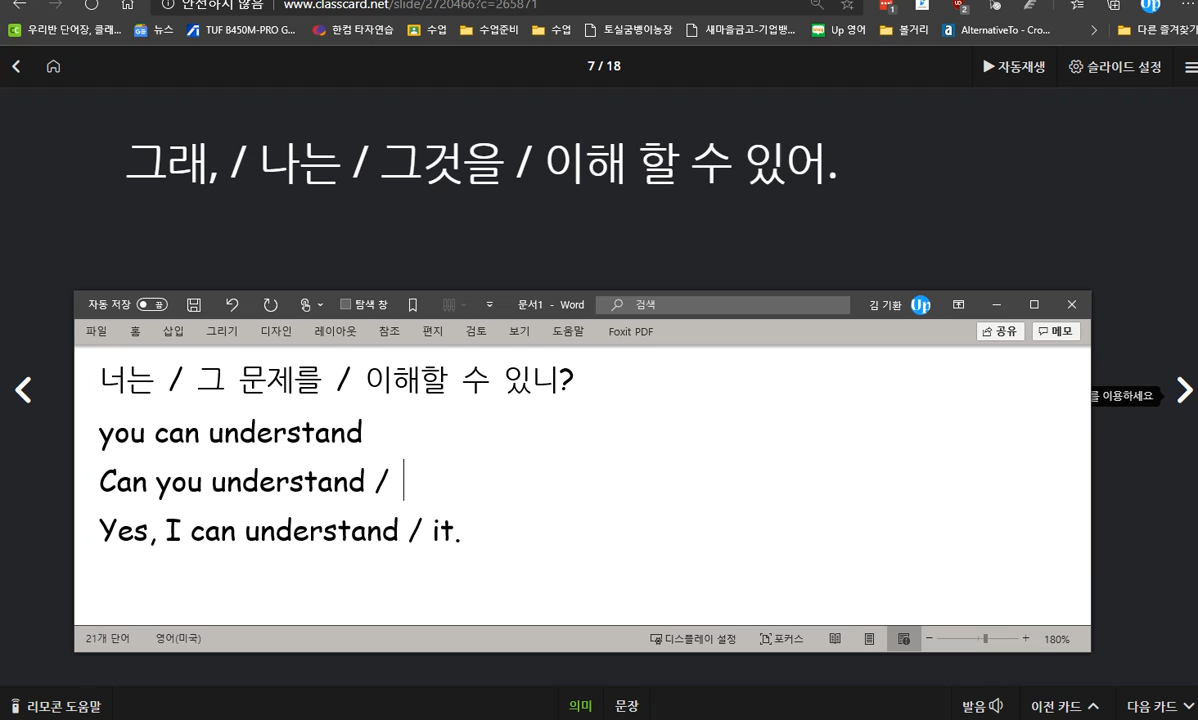 안전하지 않음 www.classcard.net/slide/272046​6?c=265871
우리반 단어장, 클래... 뉴스 TUF B450M-PRO G... 한컴 타자연습 수업 수업준비 수업 토실굼벵이농장 새마을금고-기업뱅... Up 영어 볼거리 AlternativeTo - Cro... 다른 즐겨찾기
7 / 18 자동재생 슬라이드 설정
그래, / 나는 / 그것을 / 이해 할 수 있어.
자동 저장 끔 탐색 창 문서1 - Word 검색 김 기환 Up
파일 홈 삽입 그리기 디자인 레이아웃 참조 편지 검토 보기 도움말 Foxit PDF 공유 메모
너는 / 그 문제를 / 이해할 수 있니?
를 이용하세요
you can understand
Can you understand /
Yes, I can understand / it.
21개 단어 영어(미국) 디스플레이 설정 포커스 180%
리모콘 도움말 의미 문장 발음 이전 카드 다음 카드